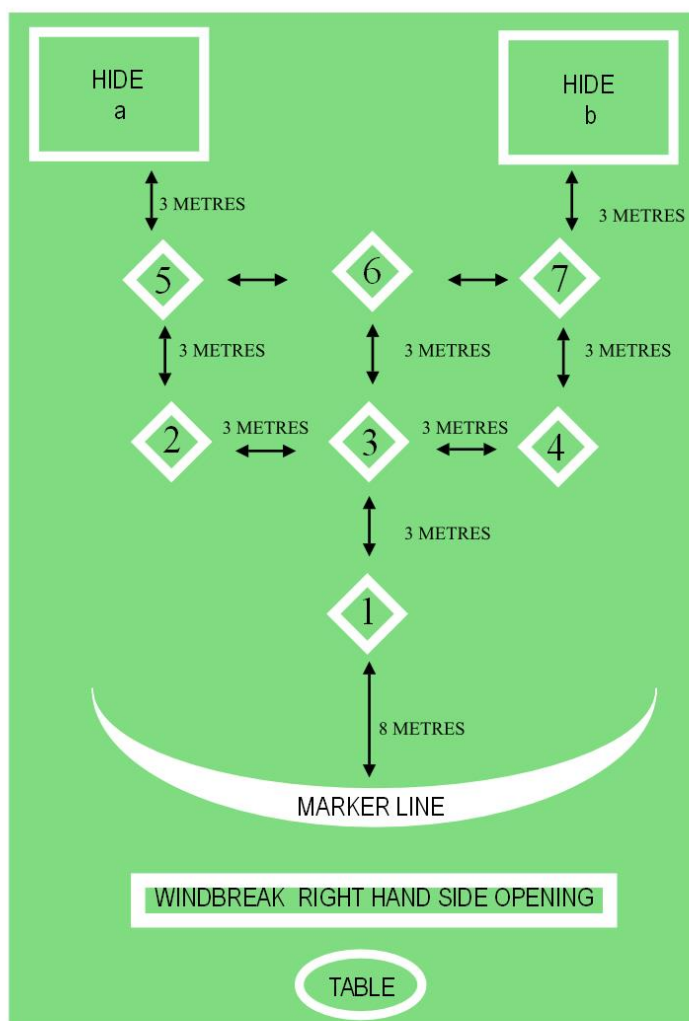 HIDE
a
HIDE
b
3 METRES
3 METRES
5
6
7
3 METRES
3 METRES
3 METRES
2
3 METRES
3
3 METRES
4
3 METRES
1
8 METRES
MARKER LINE
WINDBREAK RIGHT HAND SIDE OPENING
TABLE